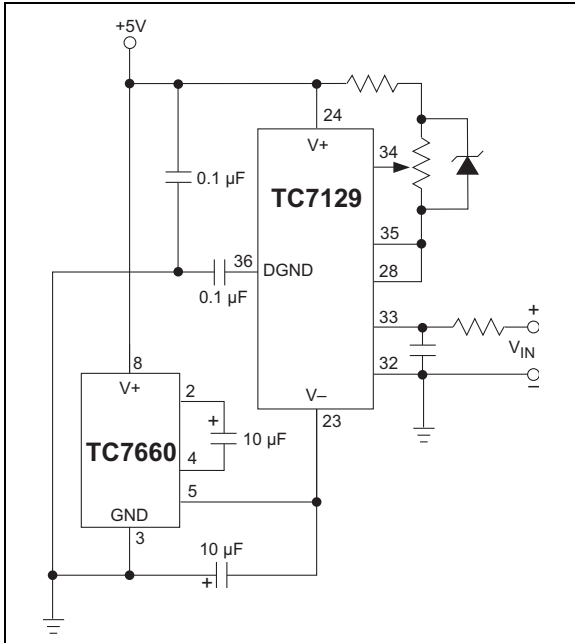 +5V
24
V+
34
0.1 µF
TC7129
35
36
DGND
28
0.1 µF
33
+
VIN
8
32
V+
2
V–
–
23
+
10 µF
TC7660
4
5
GND
3
10 µF
+